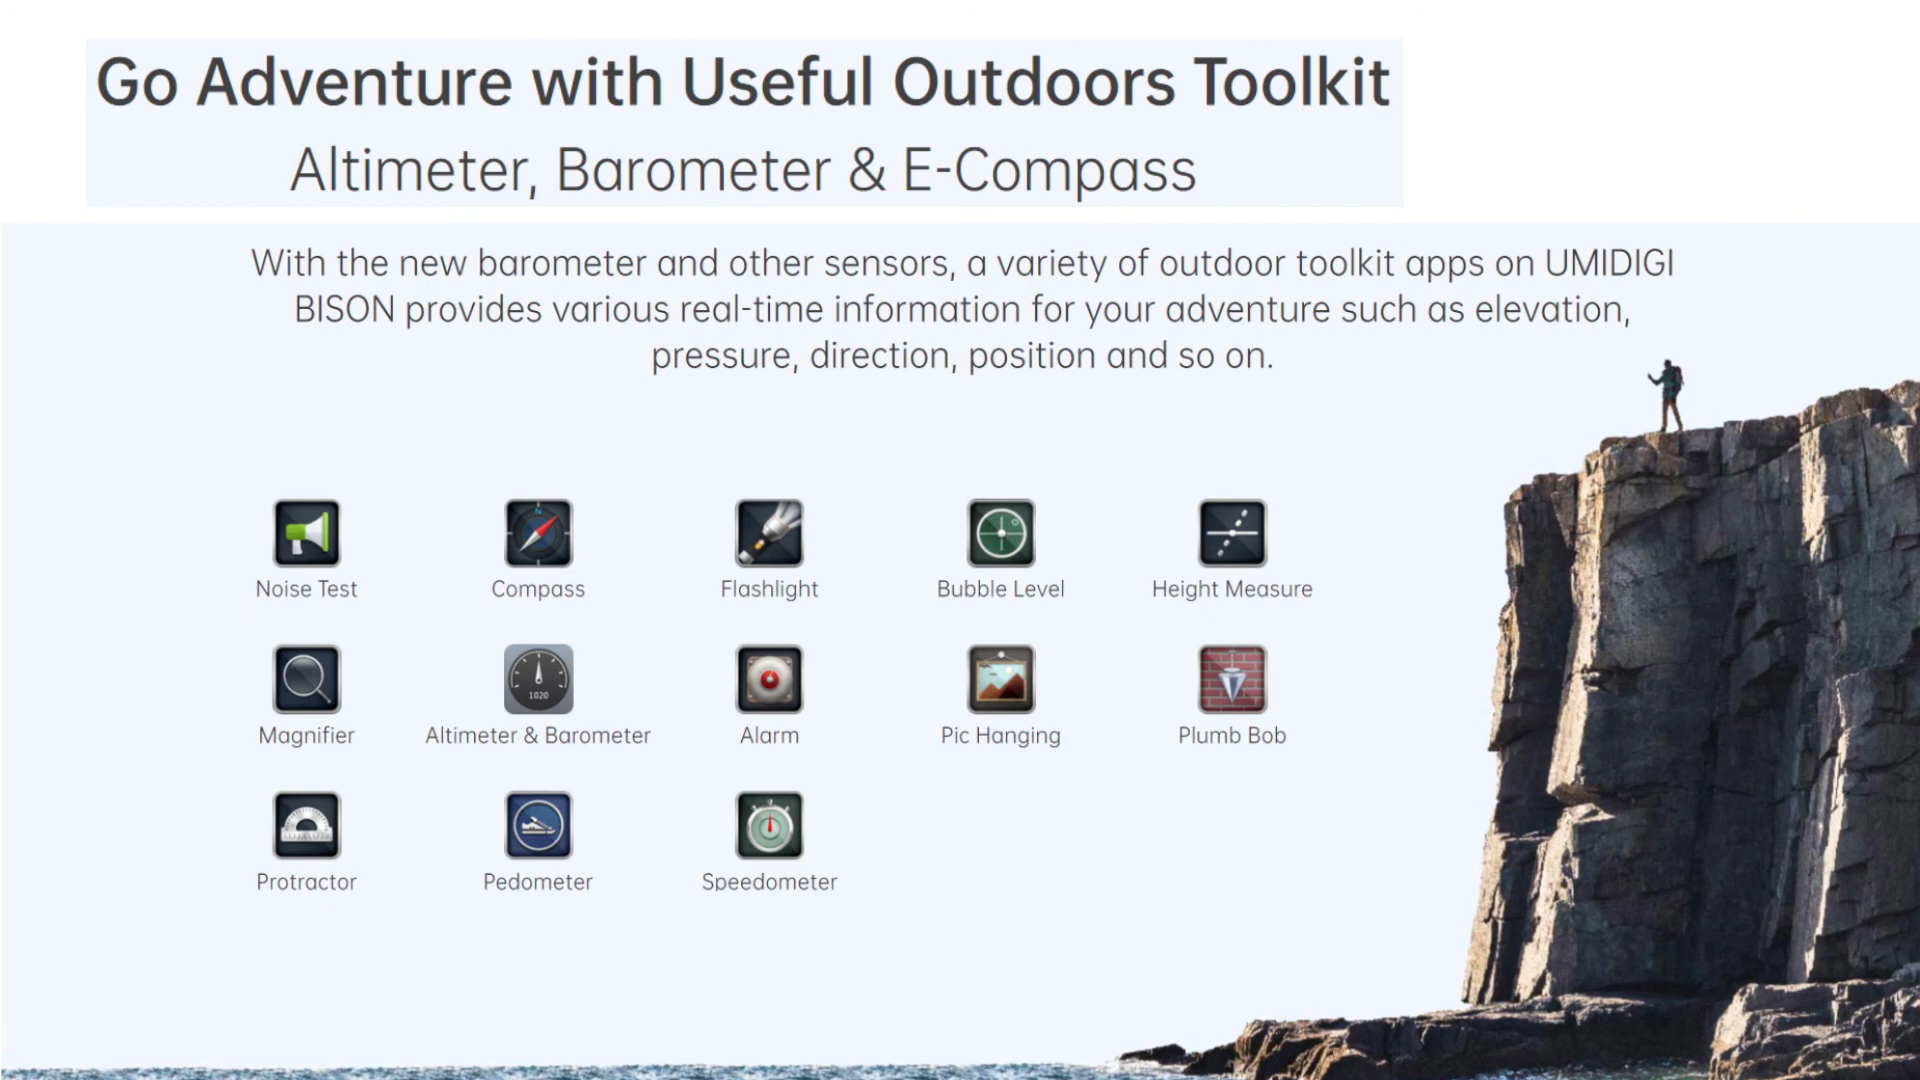 Go Adventure with Useful Outdoors Toolkit
Altimeter, Barometer & E-Compass
With the new barometer and other sensors, a variety of outdoor toolkit apps on UMIDIGI
BISON provides various real-time information for your adventure such as elevation,
pressure, direction, position and so on.
N
Noise Test Compass Flashlight Bubble Level Height Measure
1020
Magnifier Altimeter & Barometer Alarm Pic Hanging Plumb Bob
Protractor Pedometer Speedometer